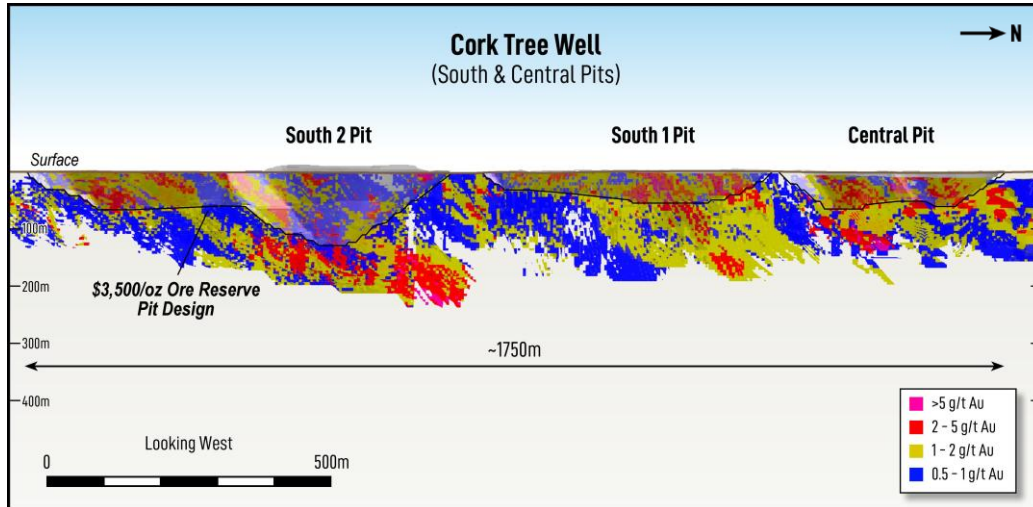 Cork Tree Well
(South & Central Pits)
N
South 2 Pit
South 1 Pit
Central Pit
Surface
100m
200m
300m
400m
$3,500/oz Ore Reserve
Pit Design
~1750m
Looking West
0
500m
>5 g/t Au
2 - 5 g/t Au
1 - 2 g/t Au
0.5 - 1 g/t Au